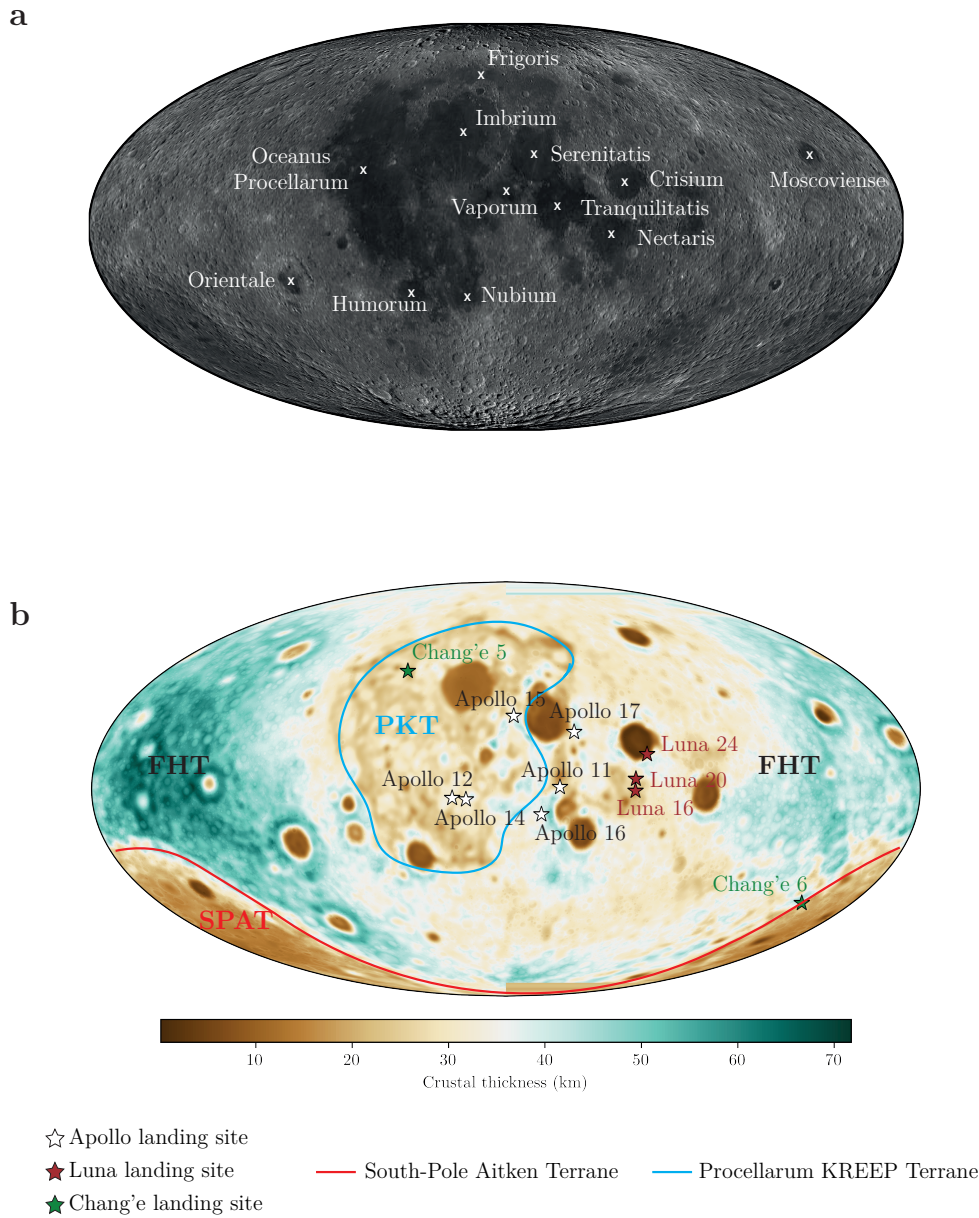 a
Frigoris
Imbrium
Oceanus
Procellarum
Serenitatis
Crisium
Moscoviense
Vaporum
Tranquilitatis
Nectaris
Orientale
Humorum
Nubium
b
Chang'e 5
Apollo 15
Apollo 17
PKT
Luna 24
FHT
FHT
Apollo 12
Apollo 11
Luna 20
Luna 16
Apollo 14
Apollo 16
Chang'e 6
SPAT
10 20 30 40 50 60 70
Crustal thickness (km)
Apollo landing site
Luna landing site
South-Pole Aitken Terrane
Procellarum KREEP Terrane
Chang'e landing site